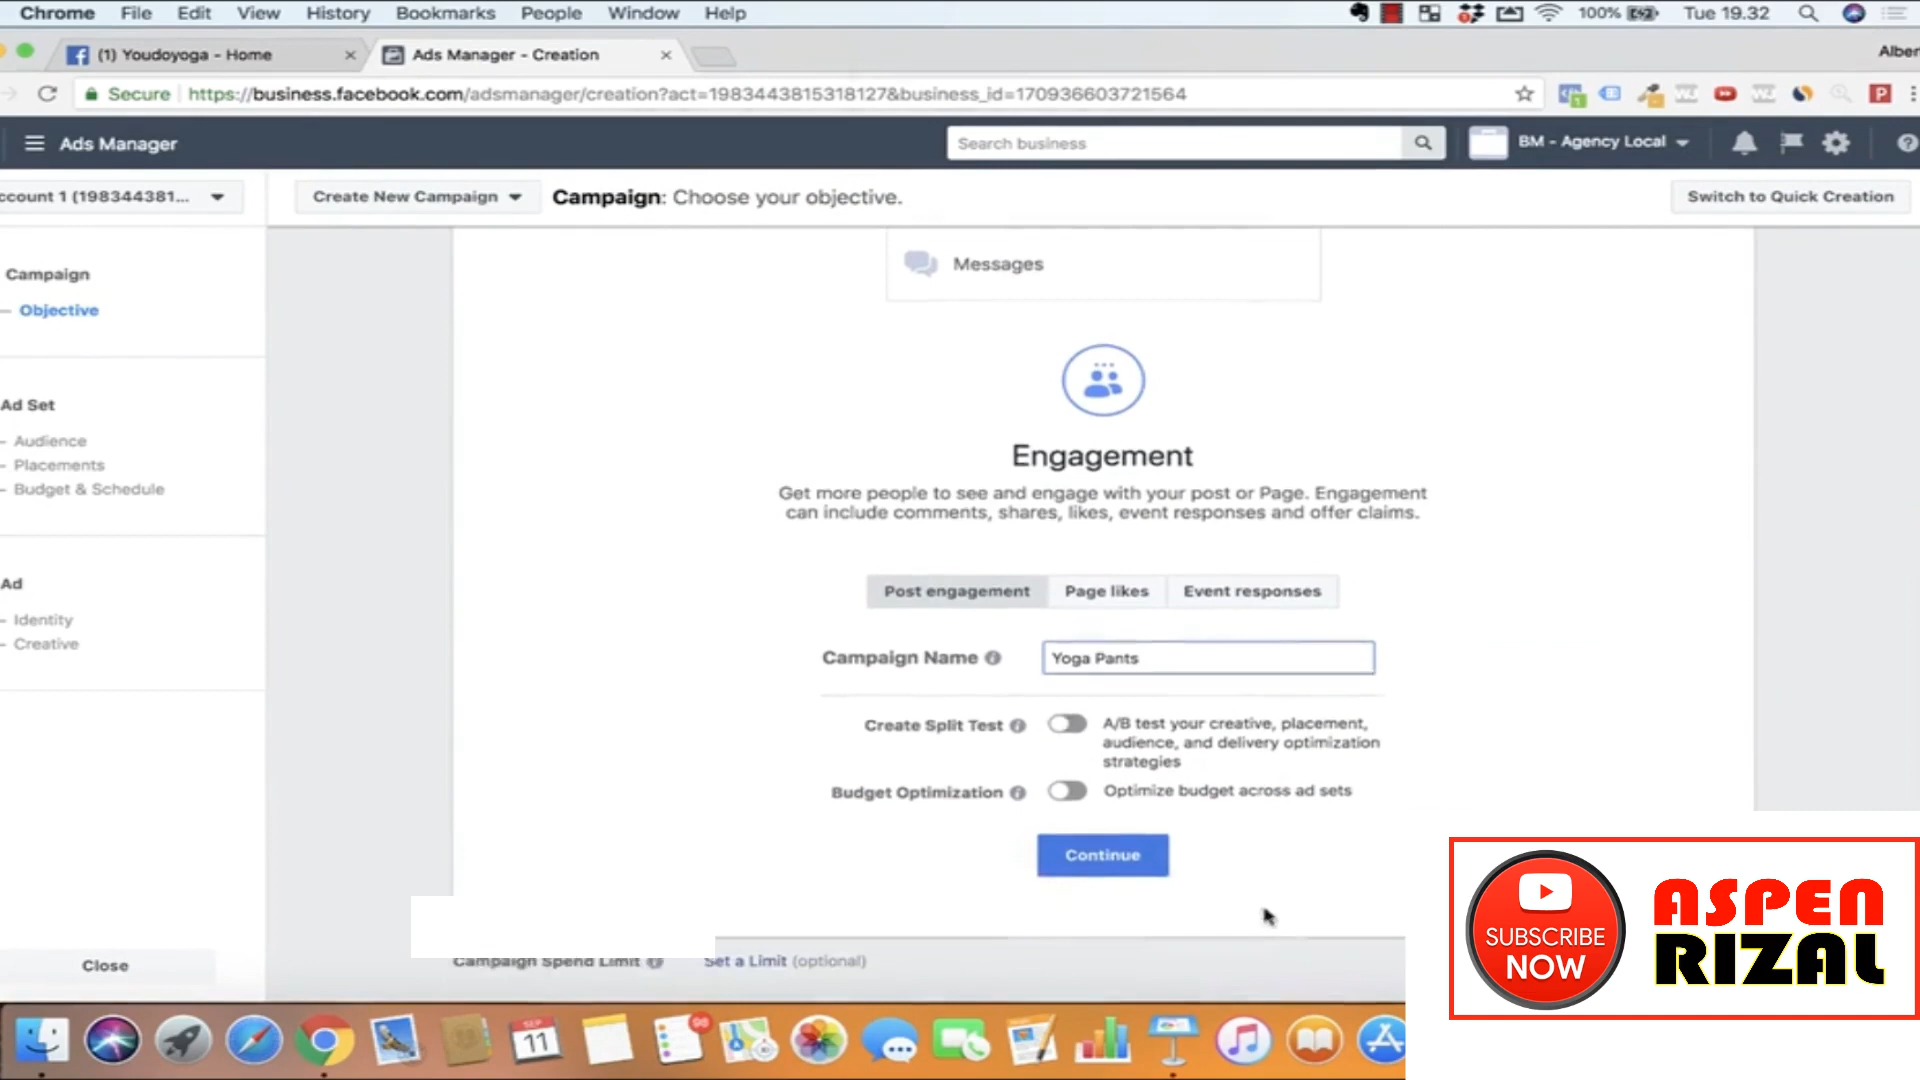 Chrome File Edit View History Bookmarks People Window Help 100% Tue 19.32
(1) Youdoyoga - Home
Ads Manager - Creation
Alber
Secure https://business.facebook.com/adsmanager/creation?act=1983443815318127&business_id=170936603721564
Ads Manager
Search business
BM - Agency Local
ccount 1 (198344381...
Create New Campaign
Campaign: Choose your objective.
Switch to Quick Creation
Campaign
Objective
Ad Set
Audience
Placements
Budget & Schedule
Ad
Identity
Creative
Close
Messages
Engagement
Get more people to see and engage with your post or Page. Engagement
can include comments, shares, likes, event responses and offer claims.
Post engagement Page likes Event responses
Campaign Name Yoga Pants
Create Split Test A/B test your creative, placement,
audience, and delivery optimization
strategies
Budget Optimization Optimize budget across ad sets
Continue
Campaign Spend Limit Set a Limit (optional)
SUBSCRIBE
NOW
ASPEN
RIZAL
SEP
11